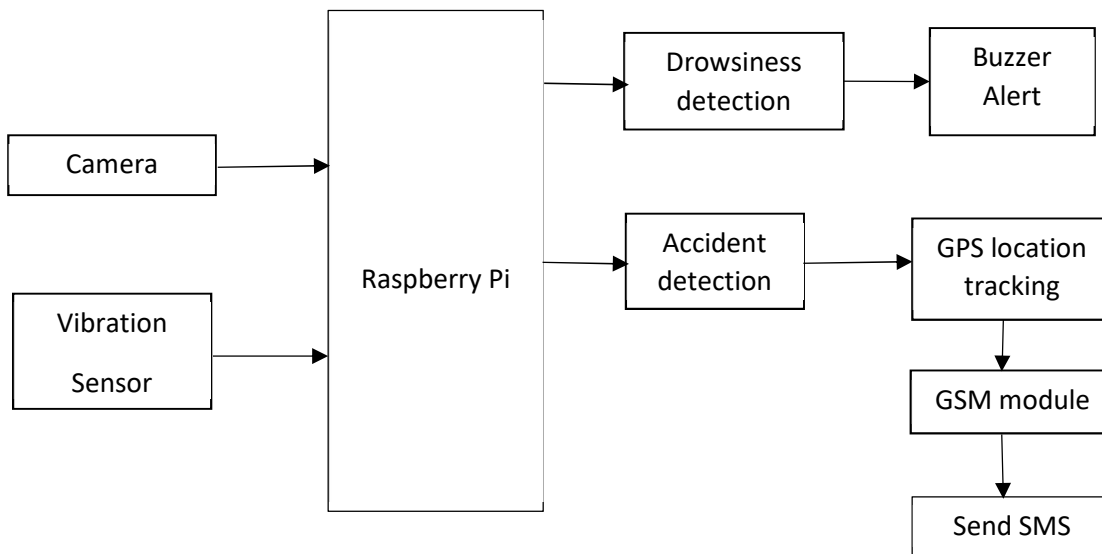 Camera
Vibration
Sensor
Raspberry Pi
Drowsiness
detection
Buzzer
Alert
Accident
detection
GPS location
tracking
GSM module
Send SMS